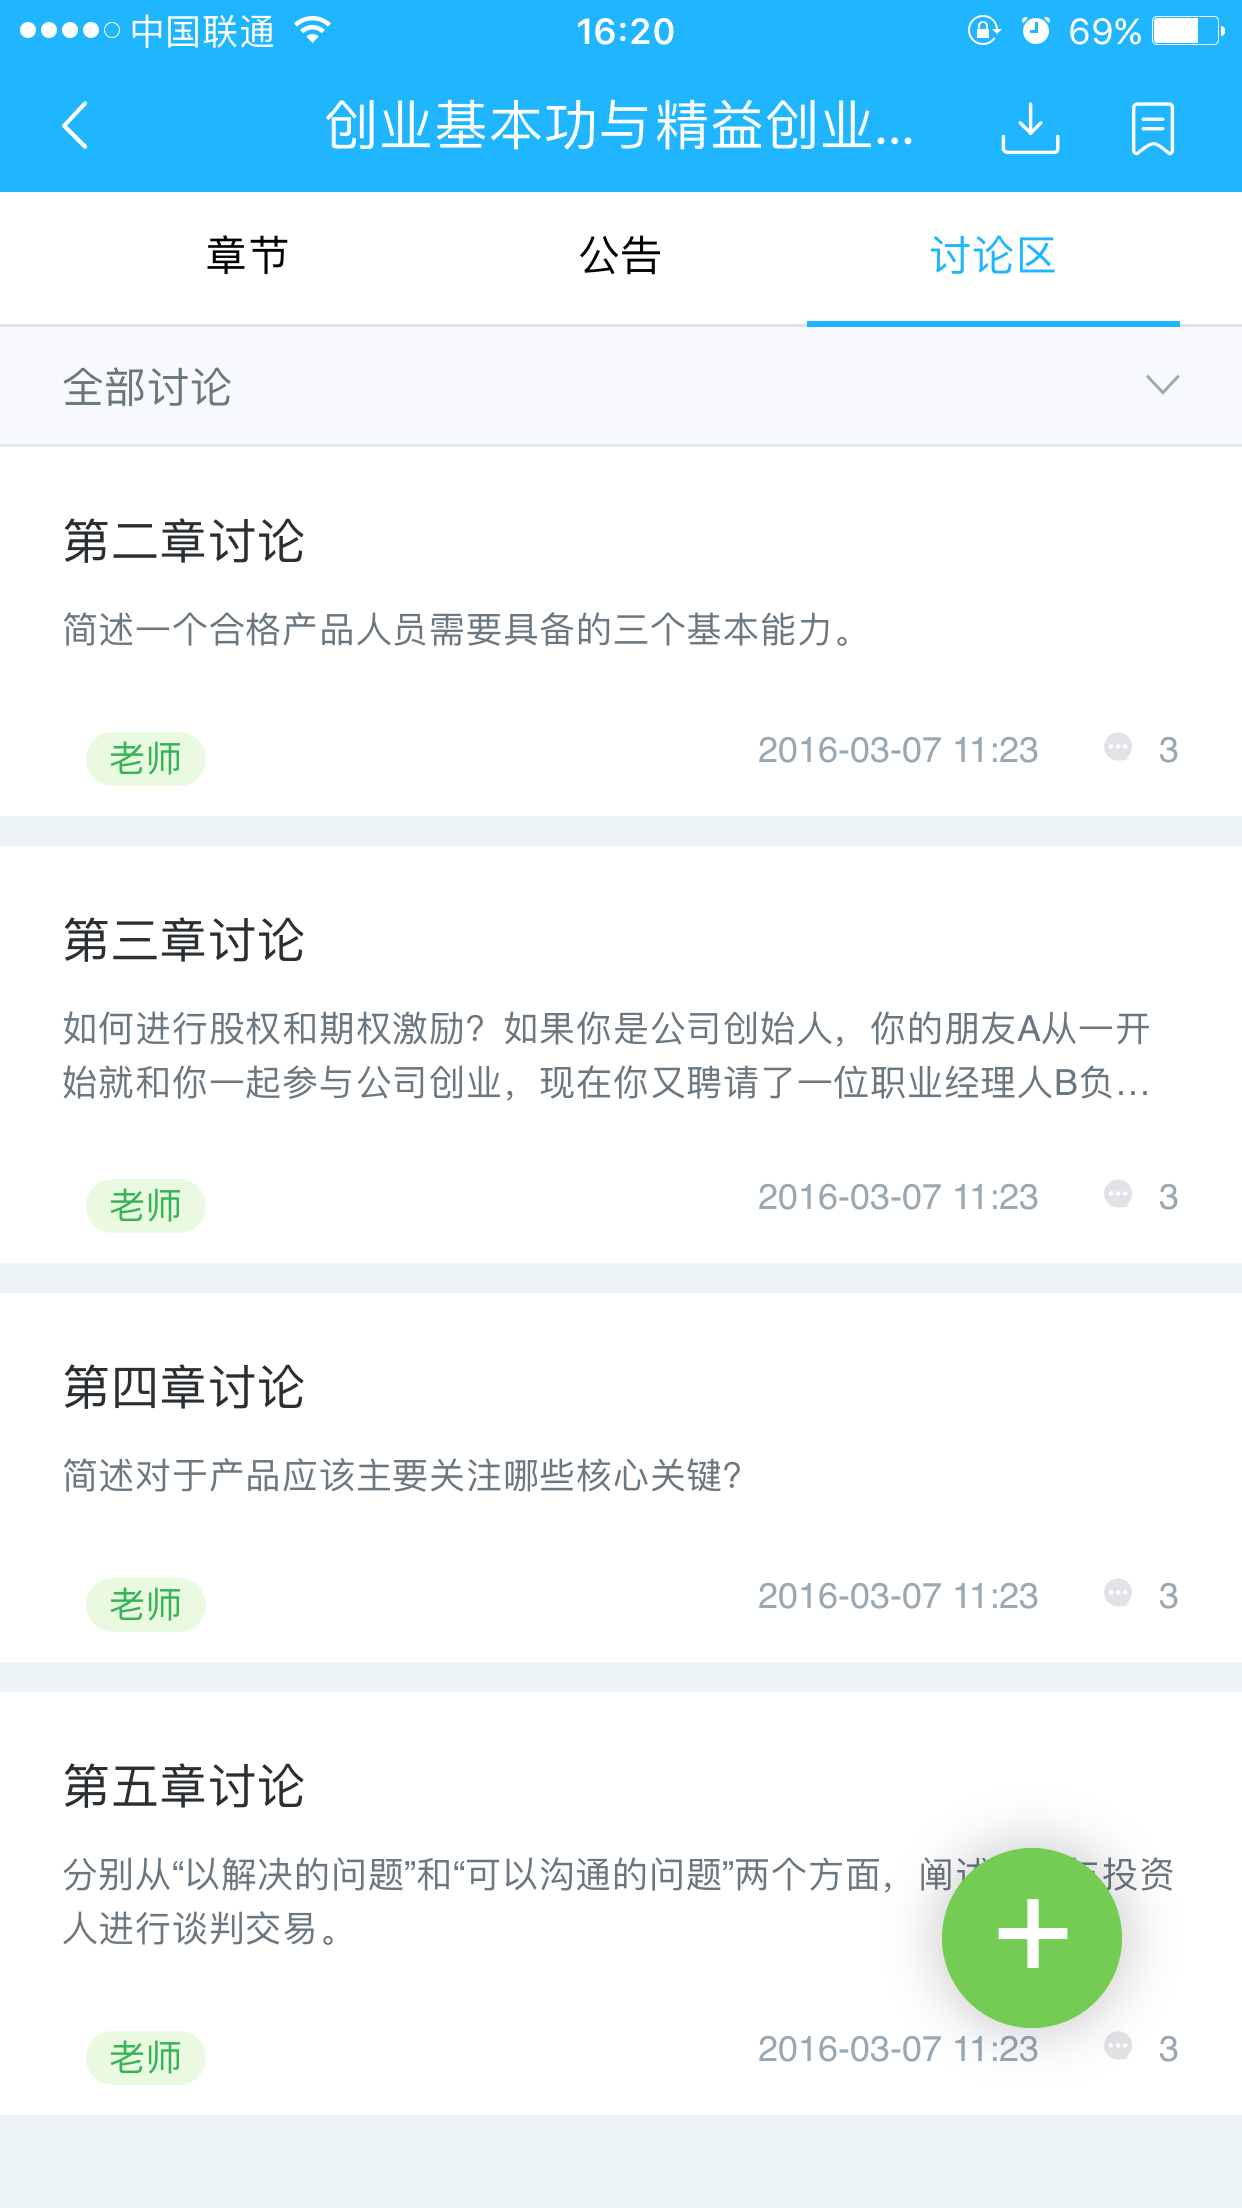 中国联通
16:20
69%
创业基本功与精益创业...
章节
公告
讨论区
全部讨论
第二章讨论
简述一个合格产品人员需要具备的三个基本能力。
老师
2016-03-07 11:23
3
第三章讨论
如何进行股权和期权激励？如果你是公司创始人，你的朋友A从一开
始就和你一起参与公司创业，现在你又聘请了一位职业经理人B负...
老师
2016-03-07 11:23
3
第四章讨论
简述对于产品应该主要关注哪些核心关键?
老师
2016-03-07 11:23
3
第五章讨论
分别从“以解决的问题”和“可以沟通的问题”两个方面，阐 投资
人进行谈判交易。
老师
2016-03-07 11:23
3